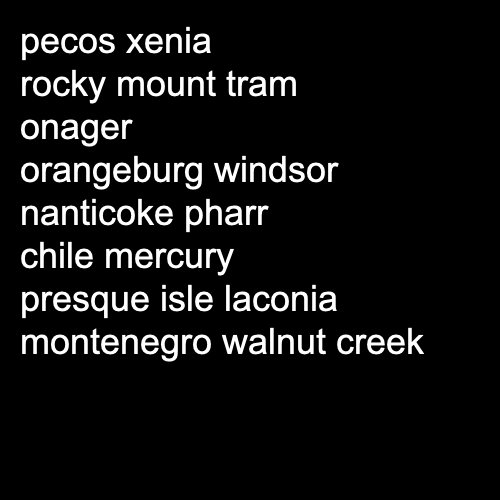 pecos xenia
rocky mount tram
onager
orangeburg windsor
nanticoke pharr
chile mercury
presque isle laconia
montenegro walnut creek